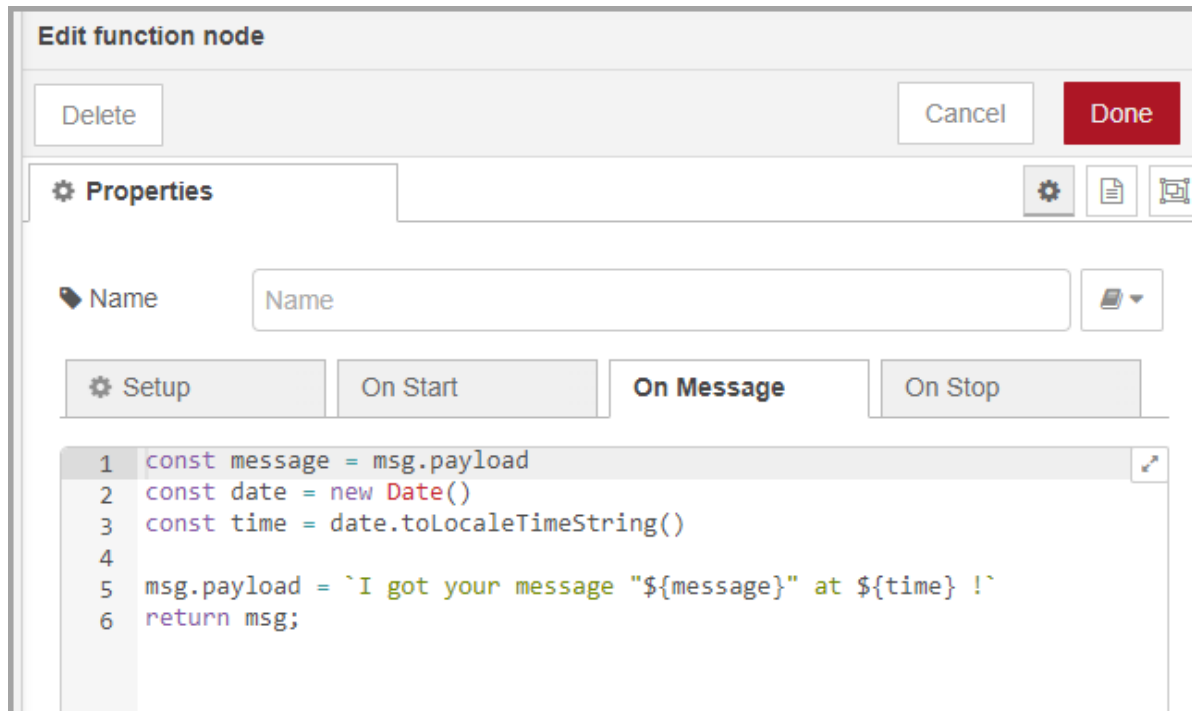 Edit function node
Delete Cancel Done
Properties
Name Name
Setup On Start On Message On Stop
1 const message = msg.payload
2 const date = new Date()
3 const time = date.toLocaleTimeString()
4
5 msg.payload = `I got your message "${message}" at ${time} !`
6 return msg;